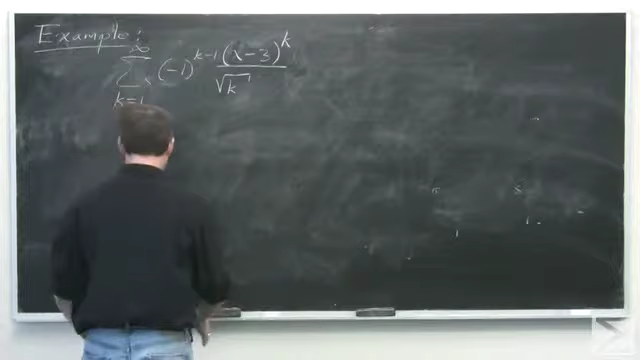 Example:
∞
Σ (-1)^{k-1} (x-3)^k
√k
k=1